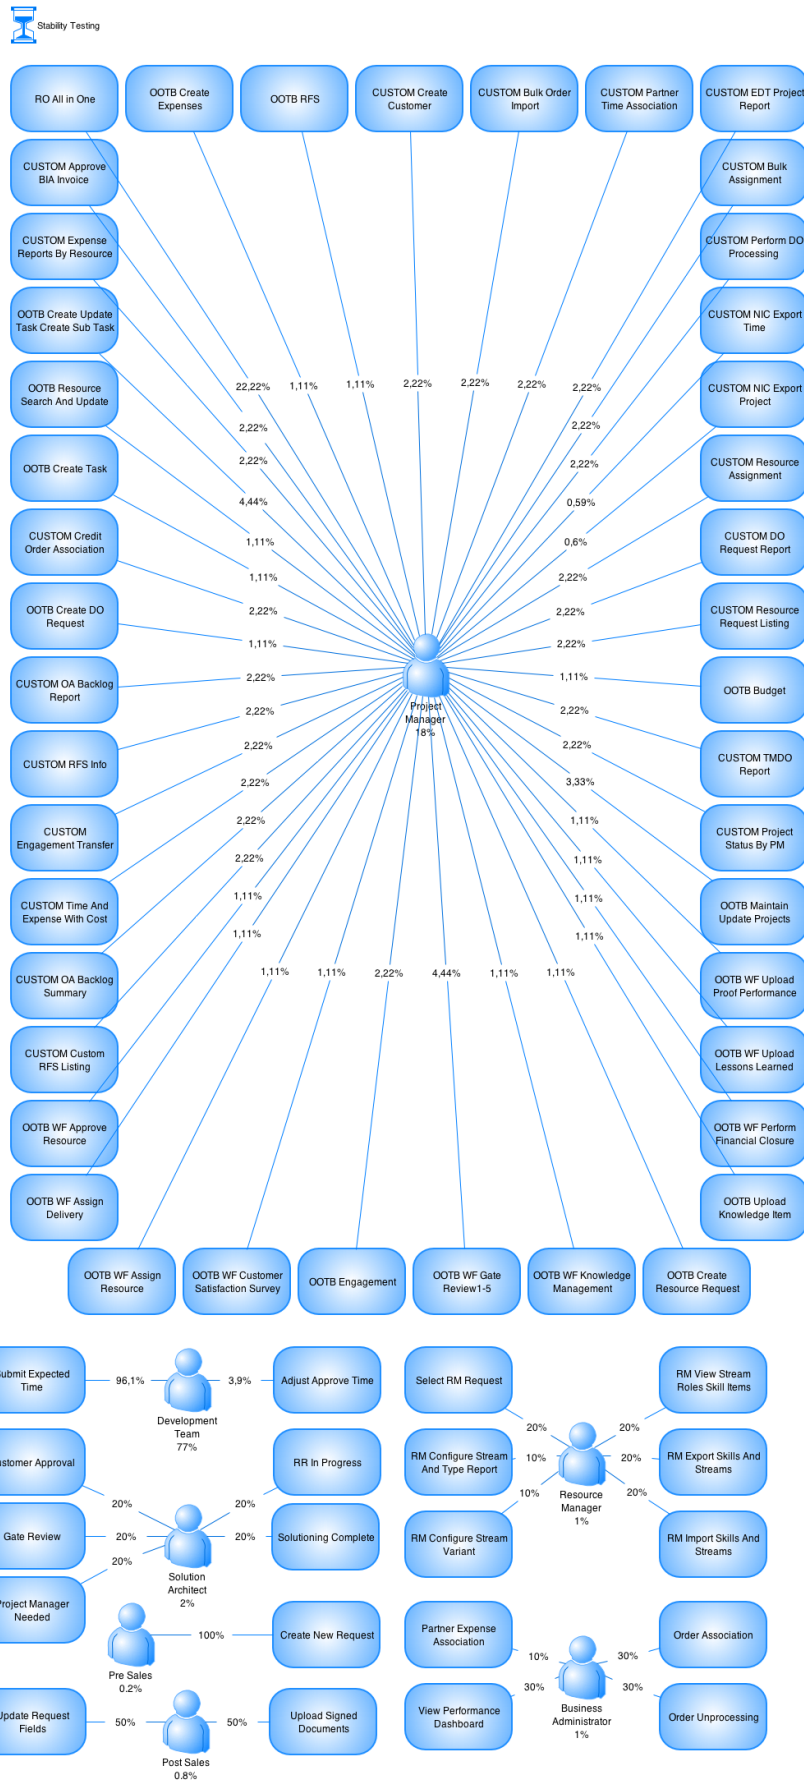 Stability Testing
RO All in One
OOTB Create
Expenses
OOTB RFS
CUSTOM Create
Customer
CUSTOM Bulk Order
Import
CUSTOM Partner
Time Association
CUSTOM EDT Project
Report
CUSTOM Approve
BIA Invoice
CUSTOM Bulk
Assignment
CUSTOM Expense
Reports By Resource
CUSTOM Perform DO
Processing
OOTB Create Update
Task Create Sub Task
CUSTOM NIC Export
Time
OOTB Resource
Search And Update
22,22%
1,11%
1,11%
2,22%
2,22%
2,22%
2,22%
CUSTOM NIC Export
Project
2,22%
2,22%
OOTB Create Task
2,22%
2,22%
CUSTOM Resource
Assignment
4,44%
0,59%
CUSTOM Credit
Order Association
1,11%
0,6%
CUSTOM DO
Request Report
1,11%
2,22%
OOTB Create DO
Request
2,22%
2,22%
CUSTOM Resource
Request Listing
1,11%
2,22%
CUSTOM OA Backlog
Report
2,22%
1,11%
OOTB Budget
Project
Manager
18%
2,22%
2,22%
CUSTOM RFS Info
2,22%
2,22%
CUSTOM TMDO
Report
2,22%
3,33%
CUSTOM
Engagement Transfer
2,22%
1,11%
CUSTOM Project
Status By PM
2,22%
1,11%
CUSTOM Time And
Expense With Cost
1,11%
1,11%
OOTB Maintain
Update Projects
1,11%
1,11%
CUSTOM OA Backlog
Summary
1,11%
1,11%
2,22%
4,44%
1,11%
1,11%
OOTB WF Upload
Proof Performance
CUSTOM Custom
RFS Listing
OOTB WF Upload
Lessons Learned
OOTB WF Approve
Resource
OOTB WF Perform
Financial Closure
OOTB WF Assign
Delivery
OOTB Upload
Knowledge Item
OOTB WF Assign
Resource
OOTB WF Customer
Satisfaction Survey
OOTB Engagement
OOTB WF Gate
Review1-5
OOTB WF Knowledge
Management
OOTB Create
Resource Request
ubmit Expected
Time
96,1%
3,9%
Adjust Approve Time
Development
Team
77%
Select RM Request
RM View Stream
Roles Skill Items
20%
20%
stomer Approval
RR In Progress
RM Configure Stream
And Type Report
10%
20%
RM Export Skills And
Streams
10%
20%
Resource
Manager
1%
20%
20%
Gate Review
20%
20%
Solutioning Complete
RM Configure Stream
Variant
RM Import Skills And
Streams
20%
Solution
Architect
2%
roject Manager
Needed
100%
Create New Request
Pre Sales
0.2%
Partner Expense
Association
10%
30%
Order Association
30%
30%
Business
Administrator
1%
Update Request
Fields
50%
50%
Upload Signed
Documents
Post Sales
0.8%
View Performance
Dashboard
Order Unprocessing